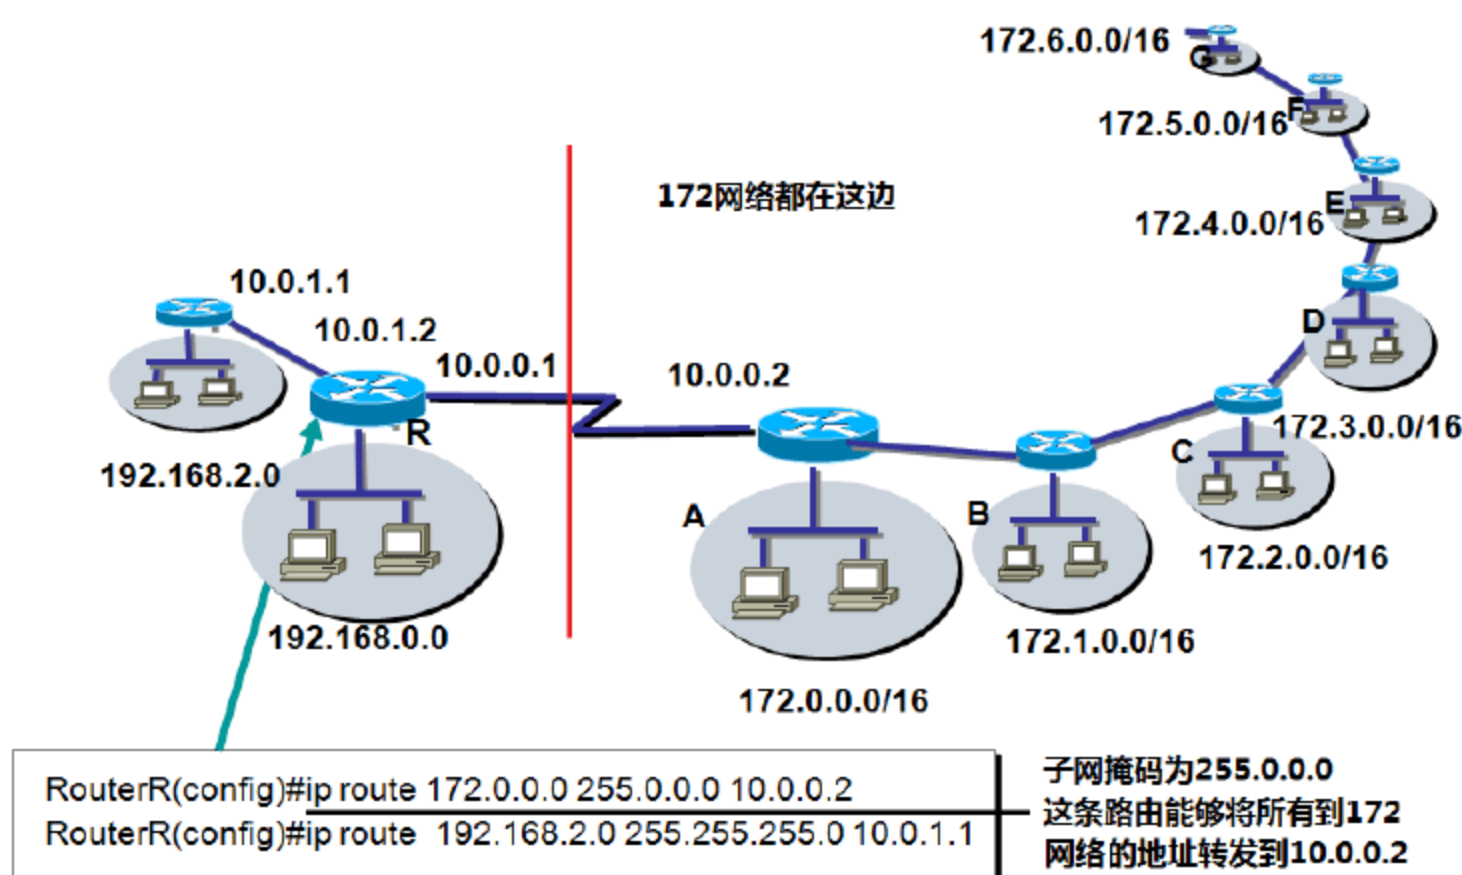 172.6.0.0/16
G
172.5.0.0/16
F
172网络都在这边
E
172.4.0.0/16
10.0.1.1
10.0.1.2
D
10.0.0.1
10.0.0.2
R
172.3.0.0/16
C
192.168.2.0
A
B
172.2.0.0/16
192.168.0.0
172.1.0.0/16
172.0.0.0/16
RouterR(config)#ip route 172.0.0.0 255.0.0.0 10.0.0.2
RouterR(config)#ip route 192.168.2.0 255.255.255.0 10.0.1.1
子网掩码为255.0.0.0
这条路由能够将所有到172
网络的地址转发到10.0.0.2